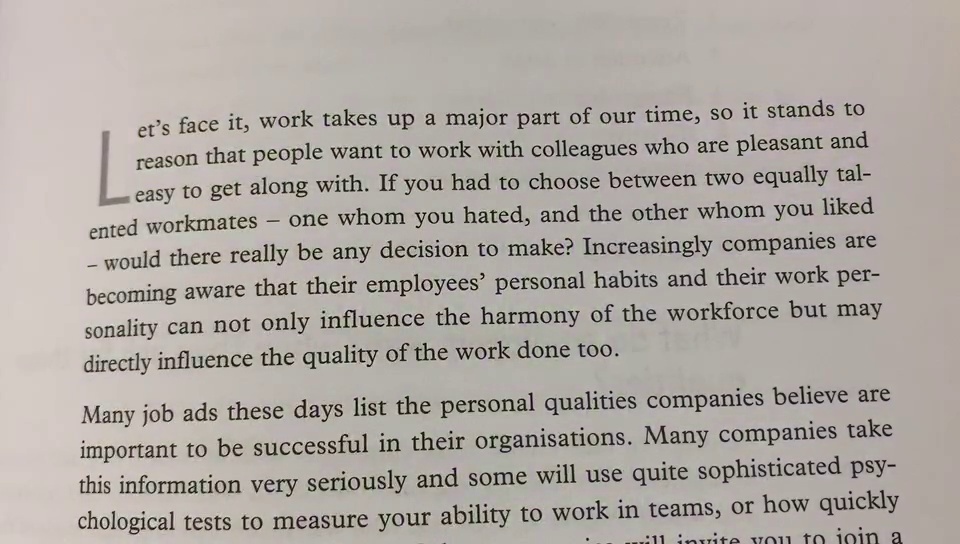 Let's face it, work takes up a major part of our time, so it stands to
reason that people want to work with colleagues who are pleasant and
easy to get along with. If you had to choose between two equally tal-
ented workmates – one whom you hated, and the other whom you liked
– would there really be any decision to make? Increasingly companies are
becoming aware that their employees' personal habits and their work per-
sonality can not only influence the harmony of the workforce but may
directly influence the quality of the work done too.
Many job ads these days list the personal qualities companies believe are
important to be successful in their organisations. Many companies take
this information very seriously and some will use quite sophisticated psy-
chological tests to measure your ability to work in teams, or how quickly
will invite you to join a